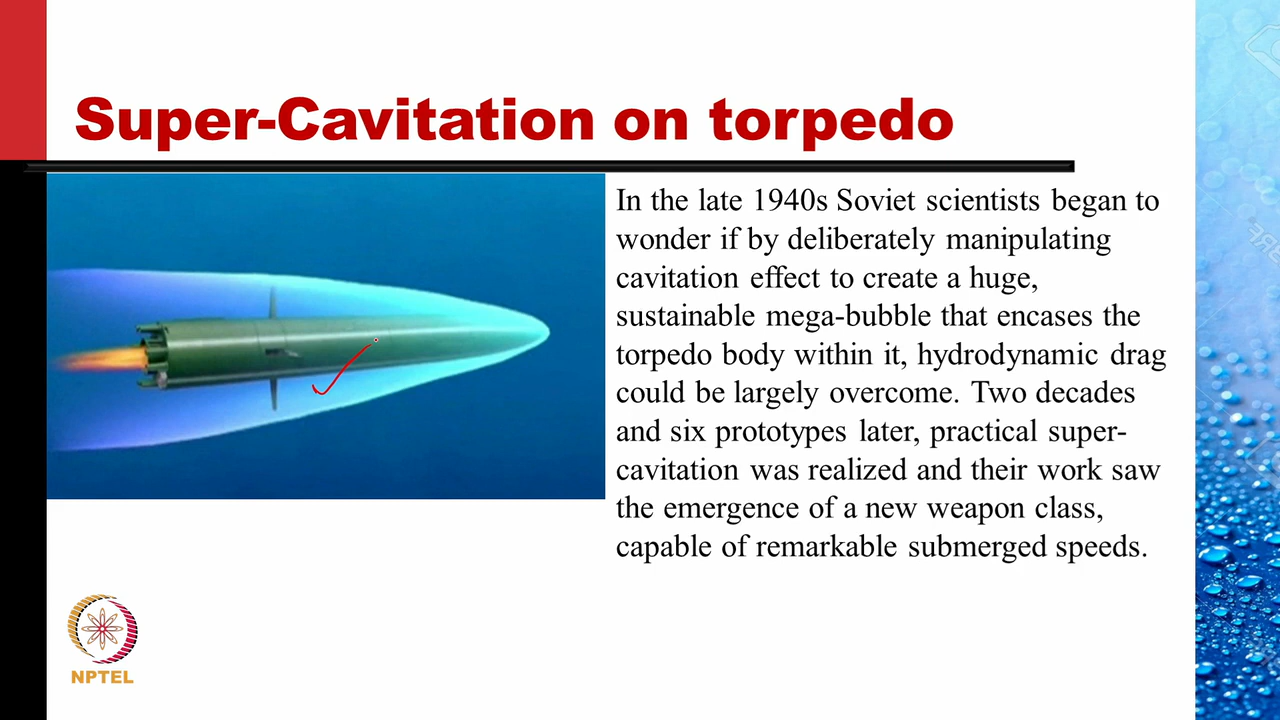 Super-Cavitation on torpedo
In the late 1940s Soviet scientists began to
wonder if by deliberately manipulating
cavitation effect to create a huge,
sustainable mega-bubble that encases the
torpedo body within it, hydrodynamic drag
could be largely overcome. Two decades
and six prototypes later, practical super-
cavitation was realized and their work saw
the emergence of a new weapon class,
capable of remarkable submerged speeds.
NPTEL